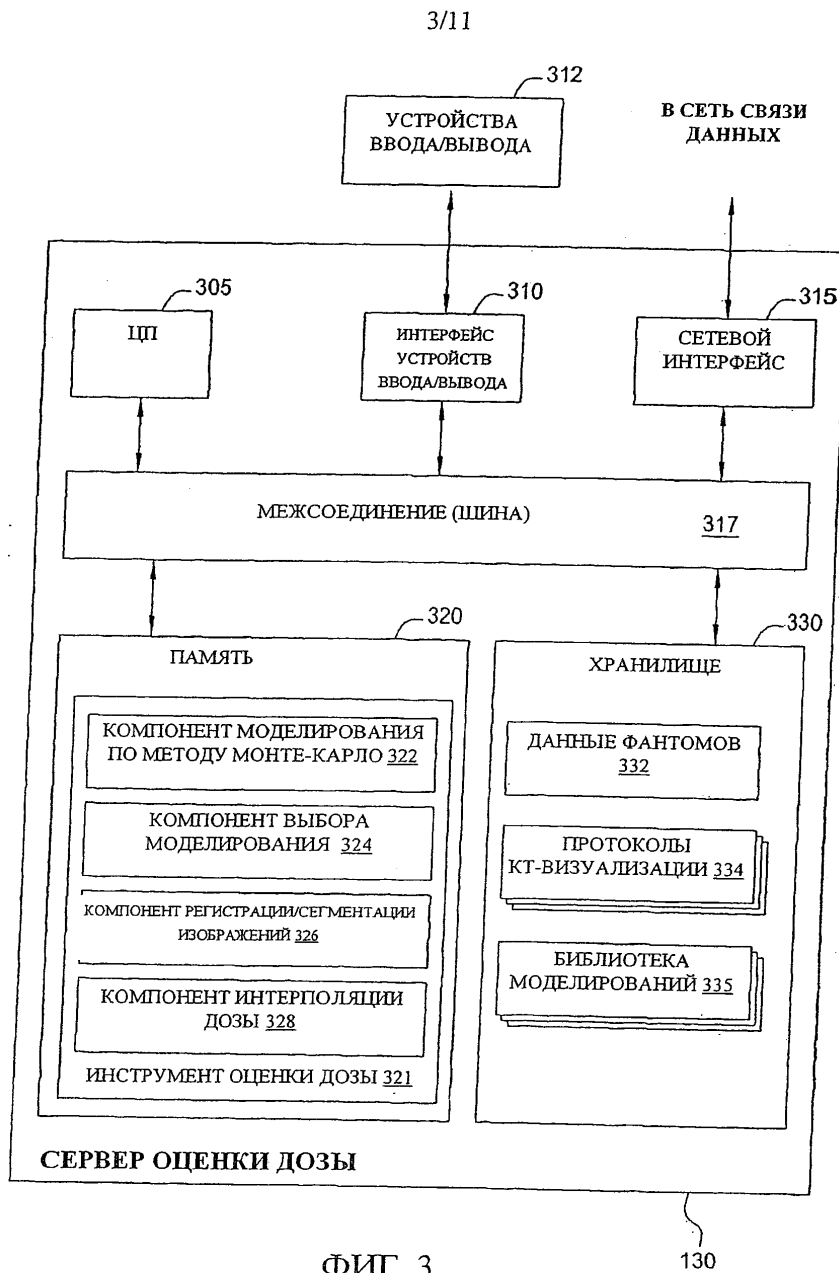 3/11
312
УСТРОЙСТВА
ВВОДА/ВЫВОДА
В СЕТЬ СВЯЗИ
ДАННЫХ
305
ЦП
310
ИНТЕРФЕЙС
УСТРОЙСТВ
ВВОДА/ВЫВОДА
315
СЕТЕВОЙ
ИНТЕРФЕЙС
МЕЖСОЕДИНЕНИЕ (ШИНА)
317
320
ПАМЯТЬ
КОМПОНЕНТ МОДЕЛИРОВАНИЯ
ПО МЕТОДУ МОНТЕ-КАРЛО 322
КОМПОНЕНТ ВЫБОРА
МОДЕЛИРОВАНИЯ 324
КОМПОНЕНТ РЕГИСТРАЦИИ/СЕГМЕНТАЦИИ
ИЗОБРАЖЕНИЙ 326
КОМПОНЕНТ ИНТЕРПОЛЯЦИИ
ДОЗЫ 328
ИНСТРУМЕНТ ОЦЕНКИ ДОЗЫ 321
330
ХРАНИЛИЩЕ
ДАННЫЕ ФАНТОМОВ
332
ПРОТОКОЛЫ
КТ-ВИЗУАЛИЗАЦИИ 334
БИБЛИОТЕКА
МОДЕЛИРОВАНИЙ 335
СЕРВЕР ОЦЕНКИ ДОЗЫ
130
ФИГ. 3